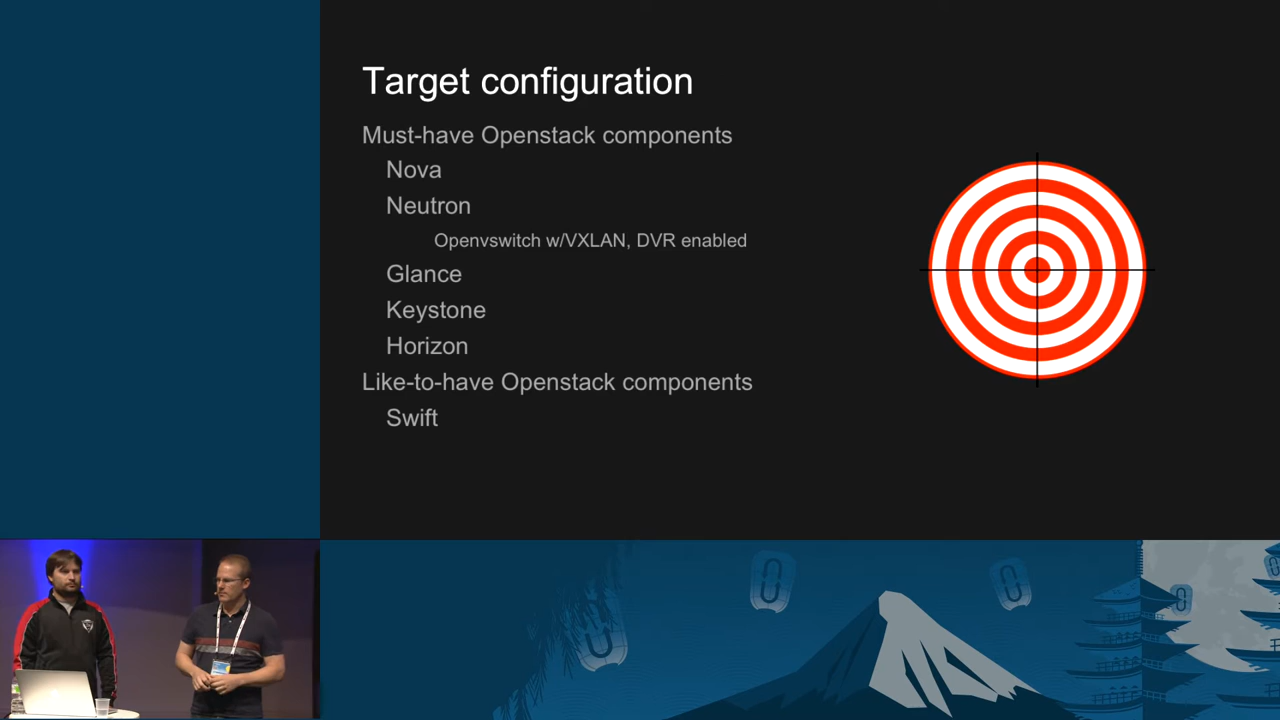 Target configuration
Must-have Openstack components
Nova
Neutron
Openvswitch w/VXLAN, DVR enabled
Glance
Keystone
Horizon
Like-to-have Openstack components
Swift